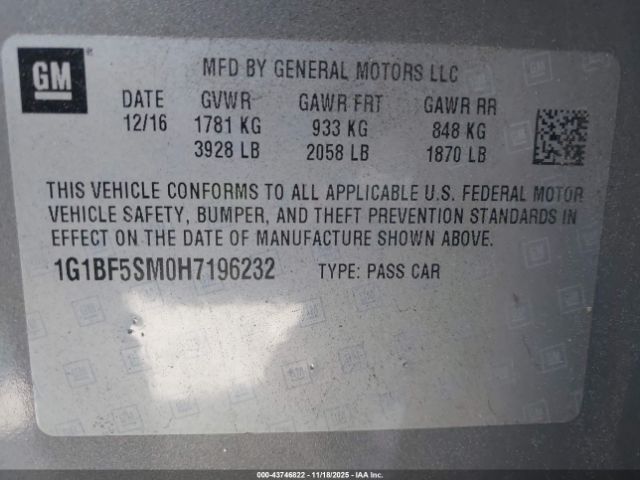 GM
MFD BY GENERAL MOTORS LLC
DATE GVWR GAWR FRT GAWR RR
12/16 1781 KG 933 KG 848 KG
3928 LB 2058 LB 1870 LB
THIS VEHICLE CONFORMS TO ALL APPLICABLE U.S. FEDERAL MOTOR
VEHICLE SAFETY, BUMPER, AND THEFT PREVENTION STANDARDS IN
EFFECT ON THE DATE OF MANUFACTURE SHOWN ABOVE.
1G1BF5SM0H7196232 TYPE: PASS CAR
000-43746822 - 11/18/2025 - IAA Inc.